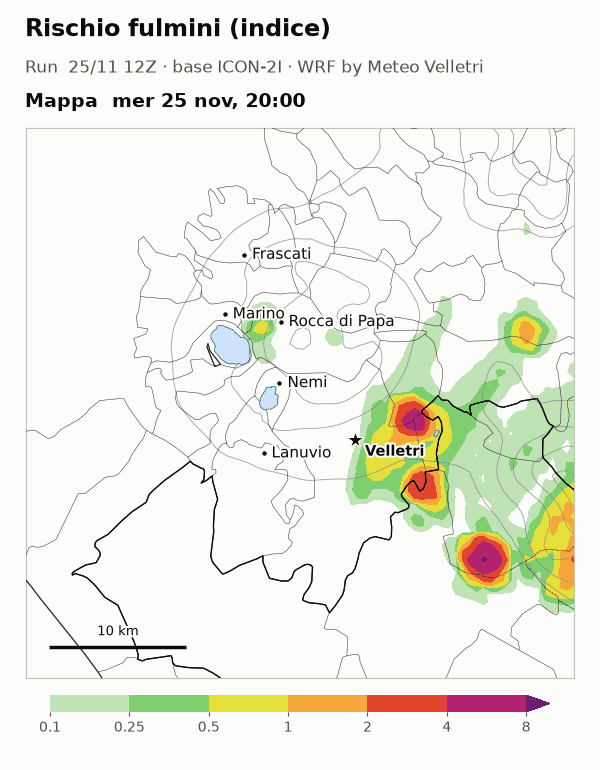 Rischio fulmini (indice)
Run  25/11 12Z · base ICON-2I · WRF by Meteo Velletri
Mappa  mer 25 nov, 20:00
Frascati
Marino
Rocca di Papa
Nemi
Velletri
Lanuvio
10 km
0.1 0.25 0.5 1 2 4 8